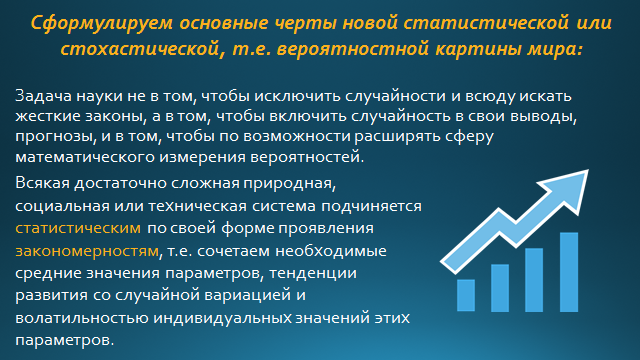 Сформулируем основные черты новой статистической или
стохастической, т.е. вероятностной картины мира:
Задача науки не в том, чтобы исключить случайности и всюду искать
жесткие законы, а в том, чтобы включить случайность в свои выводы,
прогнозы, и в том, чтобы по возможности расширять сферу
математического измерения вероятностей.
Всякая достаточно сложная природная,
социальная или техническая система подчиняется
статистическим по своей форме проявления
закономерностям, т.е. сочетаем необходимые
средние значения параметров, тенденции
развития со случайной вариацией и
волатильностью индивидуальных значений этих
параметров.